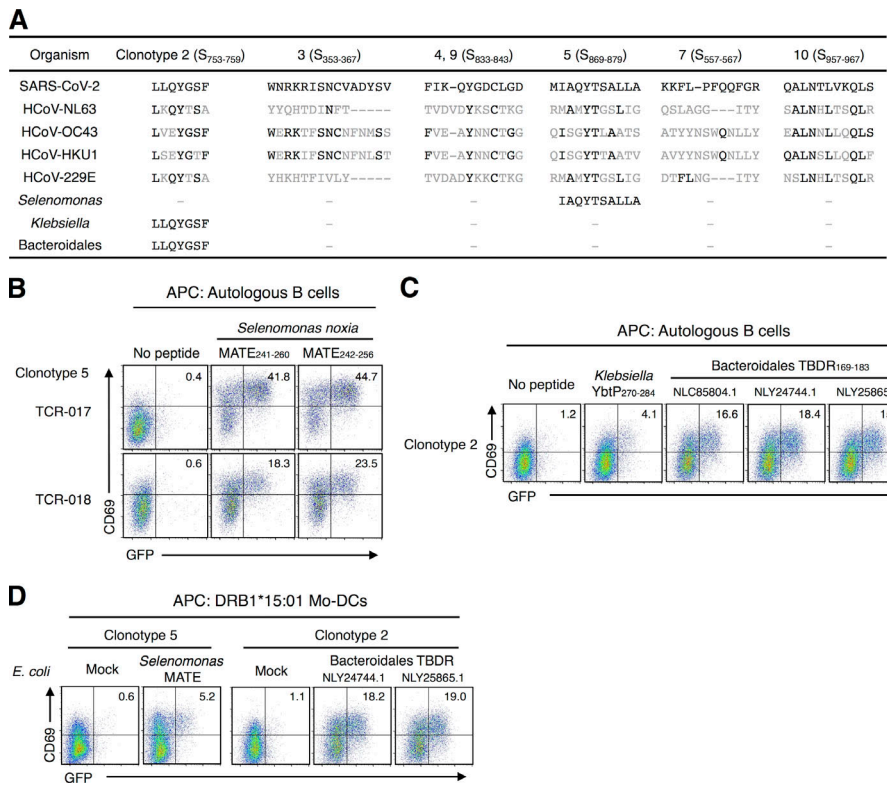 A
Organism Clonotype 2 (S753-759) 3 (S353-367) 4, 9 (S833-843) 5 (S869-879) 7 (S557-567) 10 (S957-967)
SARS-CoV-2 LLQYGSF WNRKRISNCVADYSV FIK-QYGDCLGD MIAQYTSALLA KKFL-PFQQFGR QALNTLVKQLS
HCoV-NL63 LKQYTSA YYQHTDINFT----- TVDVDYKSCTKG RMAMYTGSLIG QSLAGG---ITY SALNHLTSQLR
HCoV-OC43 LVEYGSF WERKTFSNCNFNMSS FVE-AYNNCTGG QISGYTLAATS ATYYNSWQNLLY EALNNLLQQLS
HCoV-HKU1 LSEYGTF WERKIFSNCNFNLST FVE-AYNNCKGG QISGYTTAATV AVYYNSWQNLLY QALNSLLQQLF
HCoV-229E LKQYTSA YHKHTFIVLY----- TVDADYKKCTKG RMAMYTGSLIG DTFLNG---ITY NSLNHLTSQLR
Selenomonas – – – IAQYTSALLA – –
Klebsiella LLQYGSF – – – – –
Bacteroidales LLQYGSF – – – – –
B
APC: Autologous B cells
Selenomonas noxia
No peptide MATE241-260 MATE242-256
Clonotype 5
TCR-017
0.4 41.8 44.7
TCR-018
0.6 18.3 23.5
CD69
GFP
C
APC: Autologous B cells
No peptide
Klebsiella
YbtP270-284
Bacteroidales TBDR169-183
NLC85804.1 NLY24744.1 NLY25865
Clonotype 2
1.2 4.1 16.6 18.4
CD69
GFP
D
APC: DRB1*15:01 Mo-DCs
Clonotype 5 Clonotype 2
E. coli
Mock
Selenomonas
MATE
Mock
Bacteroidales TBDR
NLY24744.1 NLY25865.1
0.6 5.2 1.1 18.2 19.0
CD69
GFP